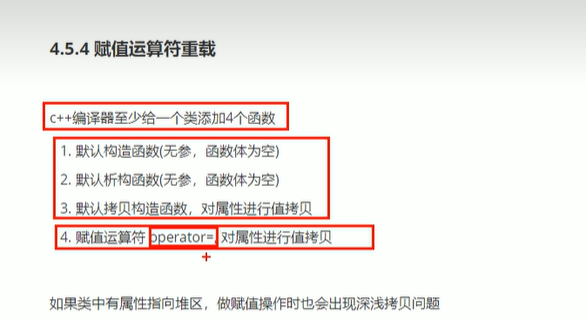 4.5.4 赋值运算符重载
c++编译器至少给一个类添加4个函数
1. 默认构造函数(无参，函数体为空)
2. 默认析构函数(无参，函数体为空)
3. 默认拷贝构造函数，对属性进行值拷贝
4. 赋值运算符 operator=, 对属性进行值拷贝
如果类中有属性指向堆区，做赋值操作时也会出现深浅拷贝问题